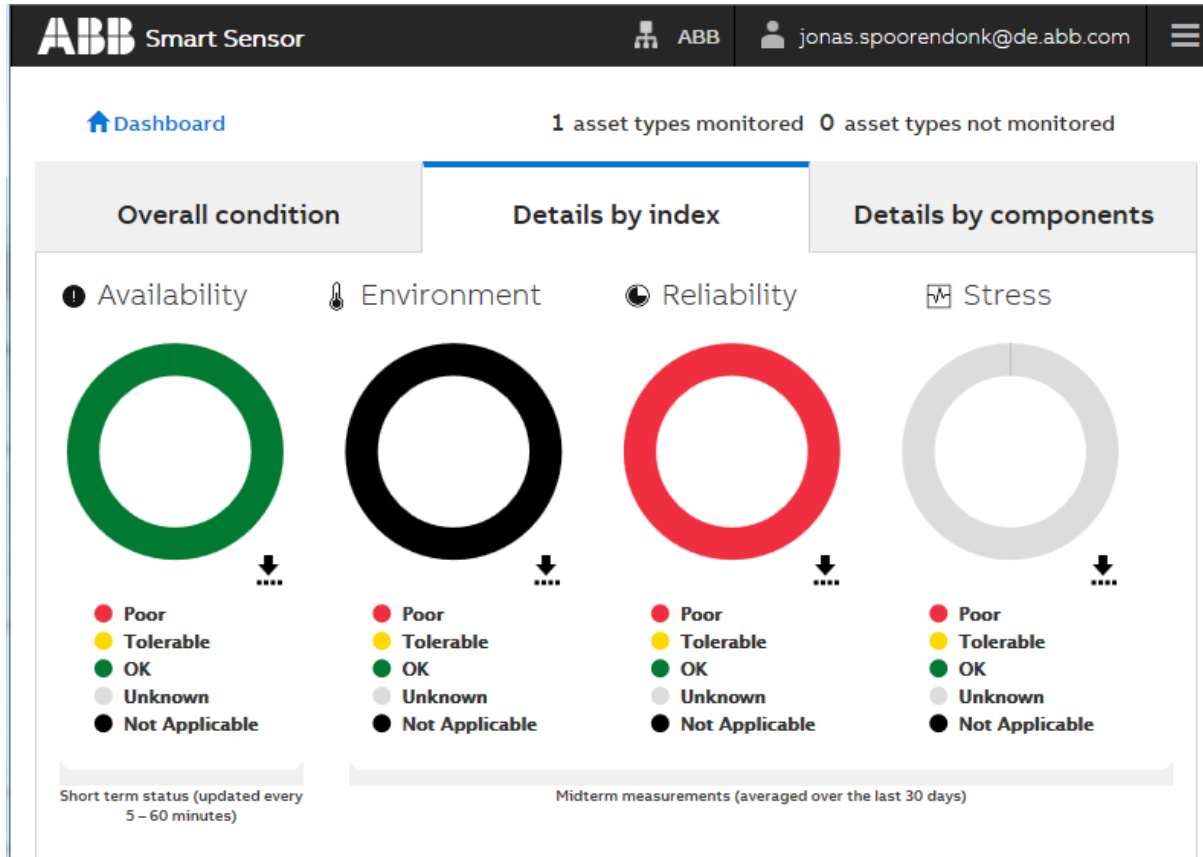 ABB Smart Sensor
ABB
jonas.spoorendonk@de.abb.com
Dashboard
1 asset types monitored 0 asset types not monitored
Overall condition
Details by index
Details by components
Availability
Environment
Reliability
Stress
Poor
Tolerable
OK
Unknown
Not Applicable
Poor
Tolerable
OK
Unknown
Not Applicable
Poor
Tolerable
OK
Unknown
Not Applicable
Poor
Tolerable
OK
Unknown
Not Applicable
Short term status (updated every
5 – 60 minutes)
Midterm measurements (averaged over the last 30 days)